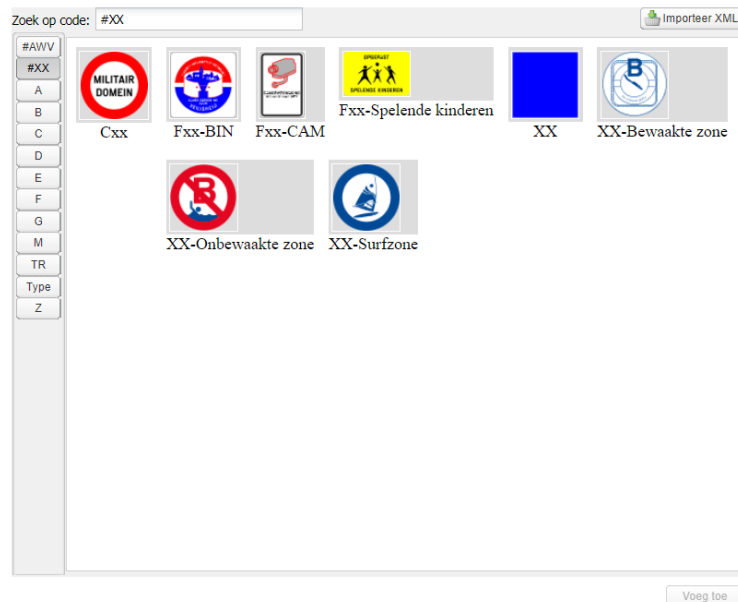 Zoek op code: #XX
Importeer XML
#AWV
#XX
A
B
C
D
E
F
G
M
TR
Type
Z
MILITAIR
DOMEIN
Cxx
Fxx-BIN
Fxx-CAM
OPGEPAST
SPELENDE KINDEREN
Fxx-Spelende kinderen
XX
B
XX-Bewaakte zone
B
XX-Onbewaakte zone
XX-Surfzone
Voeg toe